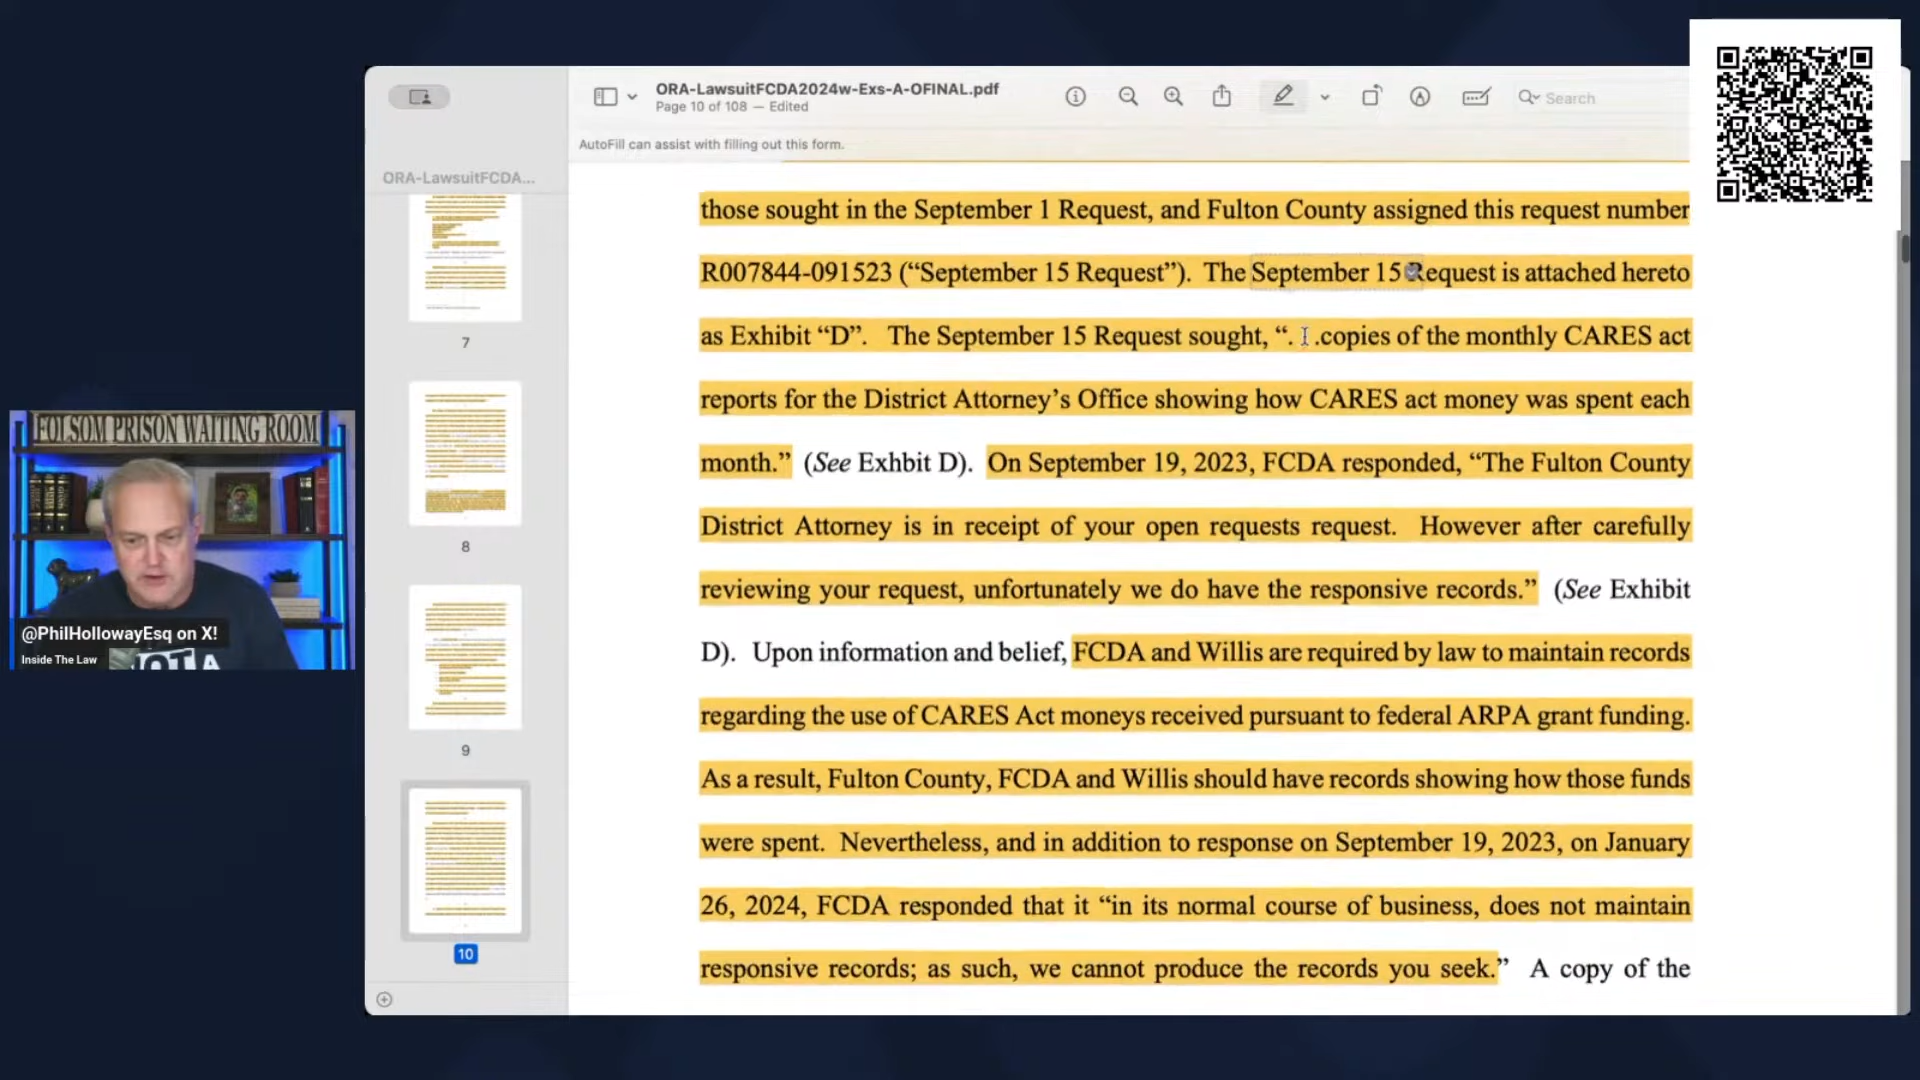 ORA-LawsuitFCDA2024w-Exs-A-OFINAL.pdf
Page 10 of 108 — Edited
Search
AutoFill can assist with filling out this form.
ORA-LawsuitFCDA...
7
8
9
10
those sought in the September 1 Request, and Fulton County assigned this request number
R007844-091523 (“September 15 Request”). The September 15 Request is attached hereto
as Exhibit “D”. The September 15 Request sought, “. . .copies of the monthly CARES act
reports for the District Attorney’s Office showing how CARES act money was spent each
month.” (See Exhbit D). On September 19, 2023, FCDA responded, “The Fulton County
District Attorney is in receipt of your open requests request. However after carefully
reviewing your request, unfortunately we do have the responsive records.” (See Exhibit
D). Upon information and belief, FCDA and Willis are required by law to maintain records
regarding the use of CARES Act moneys received pursuant to federal ARPA grant funding.
As a result, Fulton County, FCDA and Willis should have records showing how those funds
were spent. Nevertheless, and in addition to response on September 19, 2023, on January
26, 2024, FCDA responded that it “in its normal course of business, does not maintain
responsive records; as such, we cannot produce the records you seek.” A copy of the
FOLSOM PRISON WAITING ROOM
@PhilHollowayEsq on X!
Inside The Law